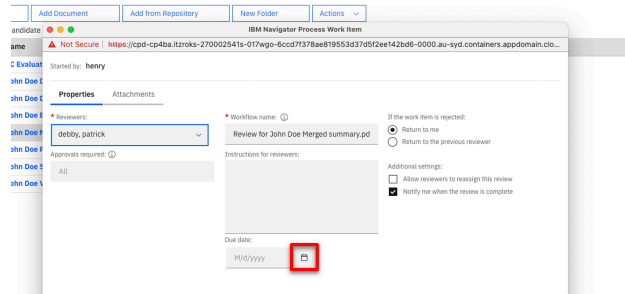 Add Document Add from Repository New Folder Actions
andidate
IBM Navigator Process Work Item
ame
Not Secure https://cpd-cp4ba.itzroks-270002541s-017wgo-6ccd7f378ae819553d37d5f2ee142bd6-0000.au-syd.containers.appdomain.clo...
C Evaluat
Started by: henry
ohn Doe D
ohn Doe D
Properties Attachments
ohn Doe E
* Reviewers: * Workflow name: If the work item is rejected:
ohn Doe M
debby, patrick Review for John Doe Merged summary.pd Return to me
Return to the previous reviewer
ohn Doe P
Approvals required: Instructions for reviewers:
ohn Doe S
All Additional settings:
Allow reviewers to reassign this review
ohn Doe V
Notify me when the review is complete
Due date:
M/d/yyyy